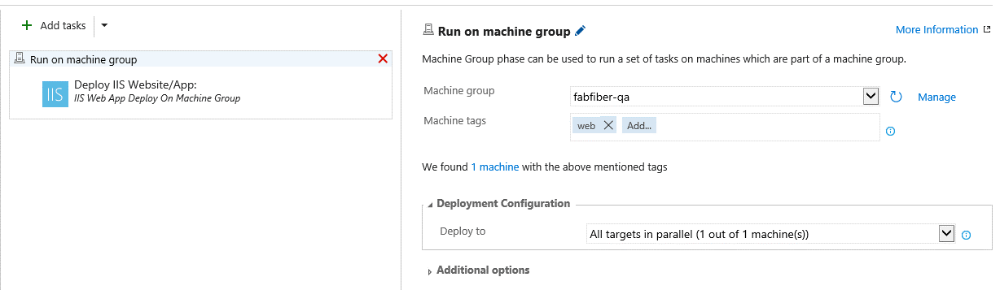 Add tasks
Run on machine group
IIS
Deploy IIS Website/App:
IIS Web App Deploy On Machine Group
Run on machine group
More Information
Machine Group phase can be used to run a set of tasks on machines which are part of a machine group.
Machine group
fabfiber-qa
Manage
Machine tags
web
Add...
We found 1 machine with the above mentioned tags
Deployment Configuration
Deploy to
All targets in parallel (1 out of 1 machine(s))
Additional options